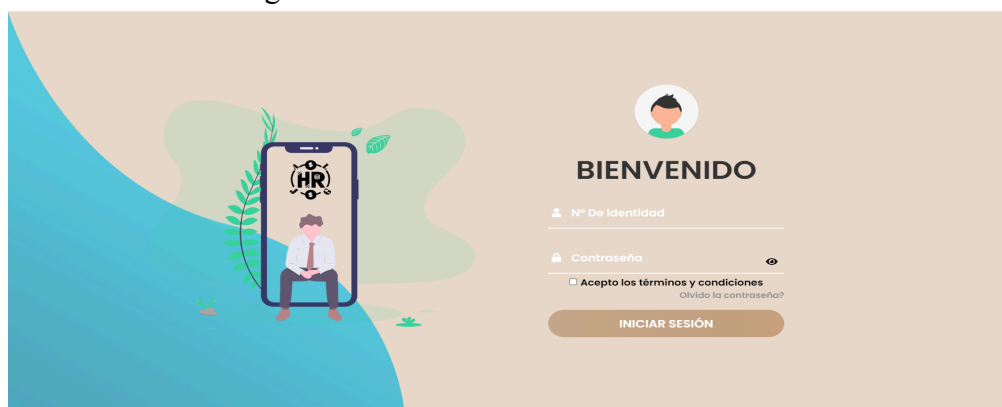 HR
BIENVENIDO
Nº De Identidad
Contraseña
Acepto los términos y condiciones
Olvido la contraseña?
INICIAR SESIÓN